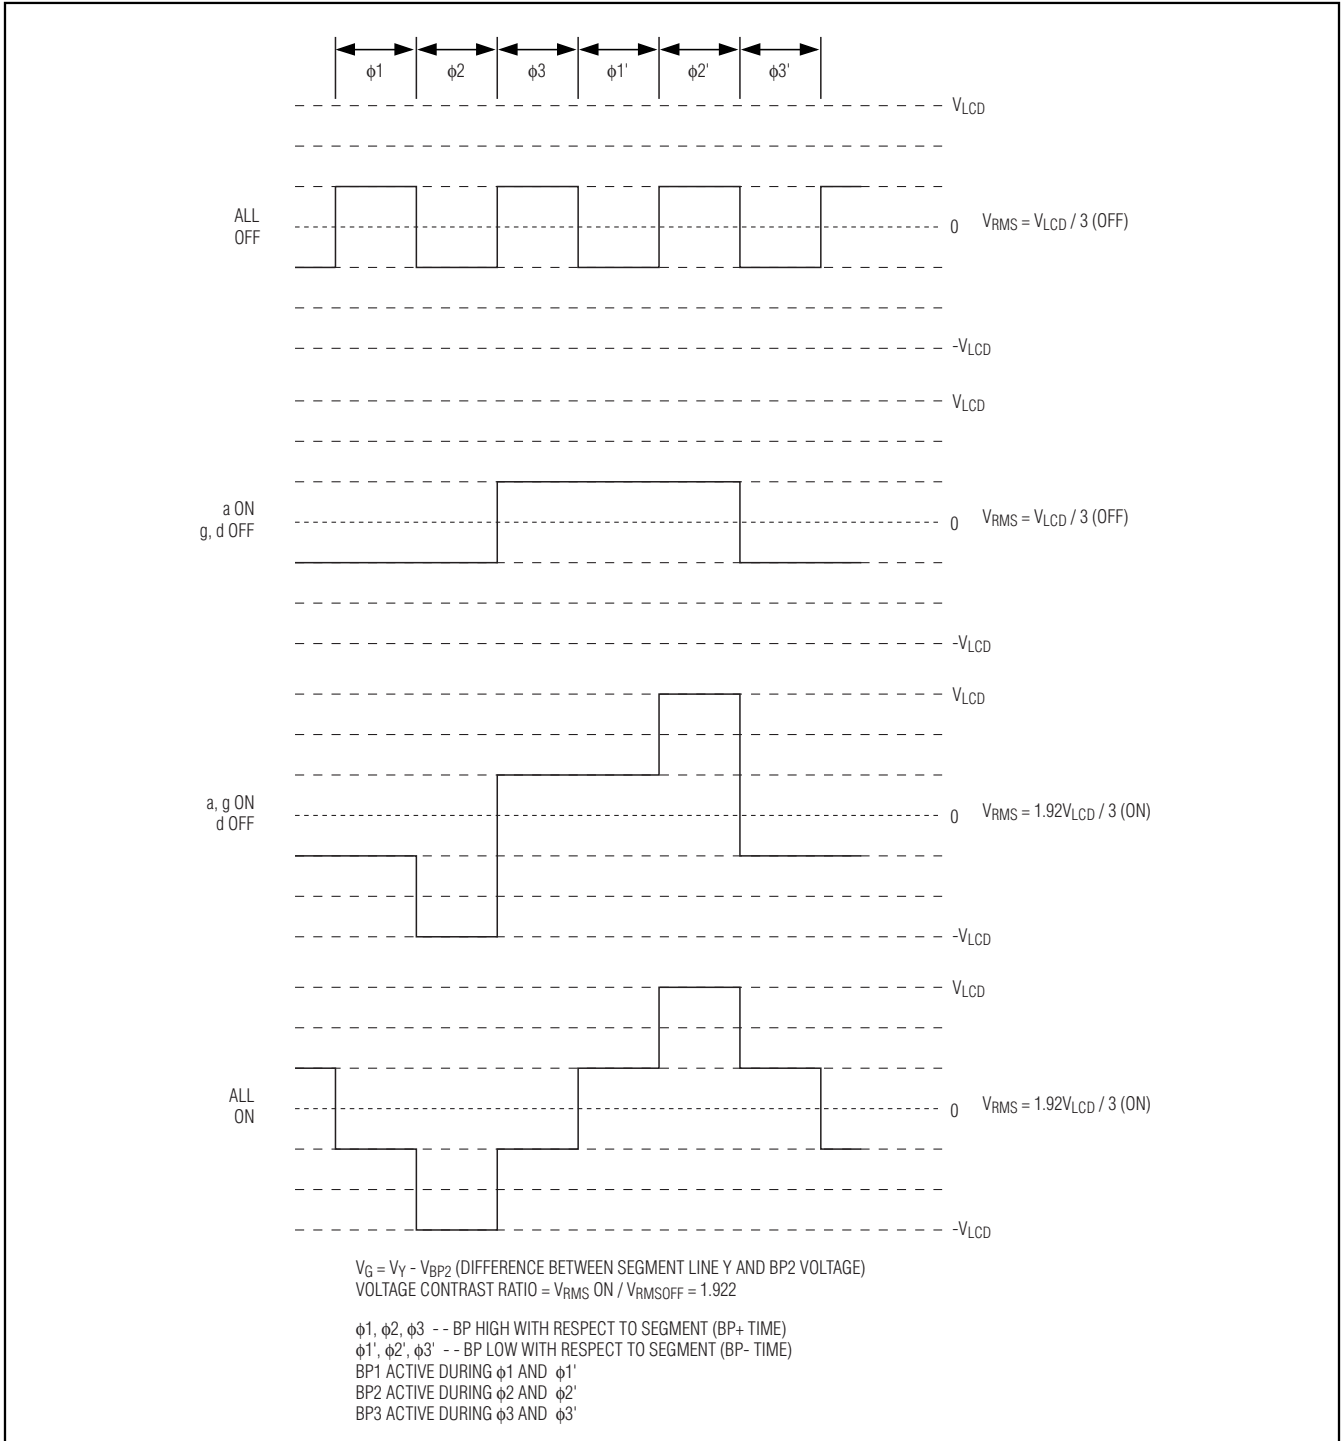 ϕ1 ϕ2 ϕ3 ϕ1' ϕ2' ϕ3'
VLCD
ALL
OFF
0 VRMS = VLCD / 3 (OFF)
-VLCD
VLCD
a ON
g, d OFF
0 VRMS = VLCD / 3 (OFF)
-VLCD
VLCD
a, g ON
d OFF
0 VRMS = 1.92VLCD / 3 (ON)
-VLCD
VLCD
ALL
ON
0 VRMS = 1.92VLCD / 3 (ON)
-VLCD
VG = VY - VBP2 (DIFFERENCE BETWEEN SEGMENT LINE Y AND BP2 VOLTAGE)
VOLTAGE CONTRAST RATIO = VRMS ON / VRMSOFF = 1.922
ϕ1, ϕ2, ϕ3 - - BP HIGH WITH RESPECT TO SEGMENT (BP+ TIME)
ϕ1', ϕ2', ϕ3' - - BP LOW WITH RESPECT TO SEGMENT (BP- TIME)
BP1 ACTIVE DURING ϕ1 AND ϕ1'
BP2 ACTIVE DURING ϕ2 AND ϕ2'
BP3 ACTIVE DURING ϕ3 AND ϕ3'